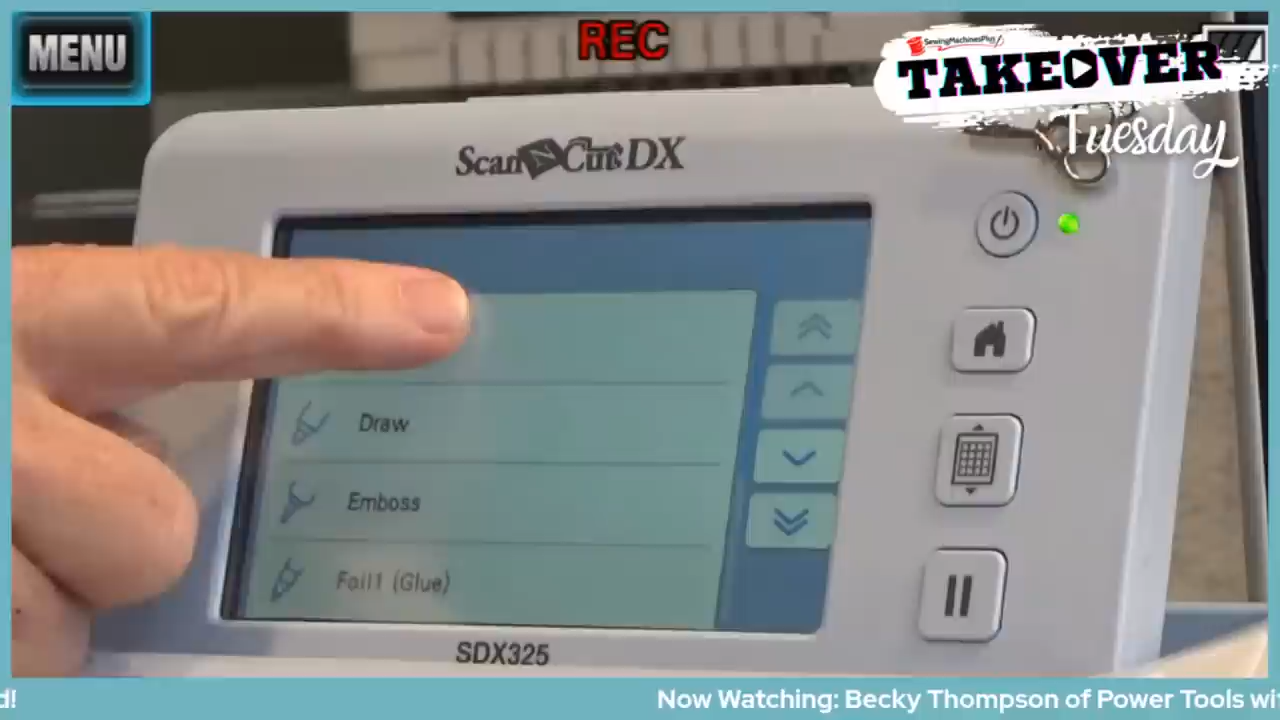 MENU
REC
SewingMachinesPlus
TAKEOVER
Tuesday
ScanNCut DX
Draw
Emboss
Foil1 (Glue)
SDX325
d!
Now Watching: Becky Thompson of Power Tools wi